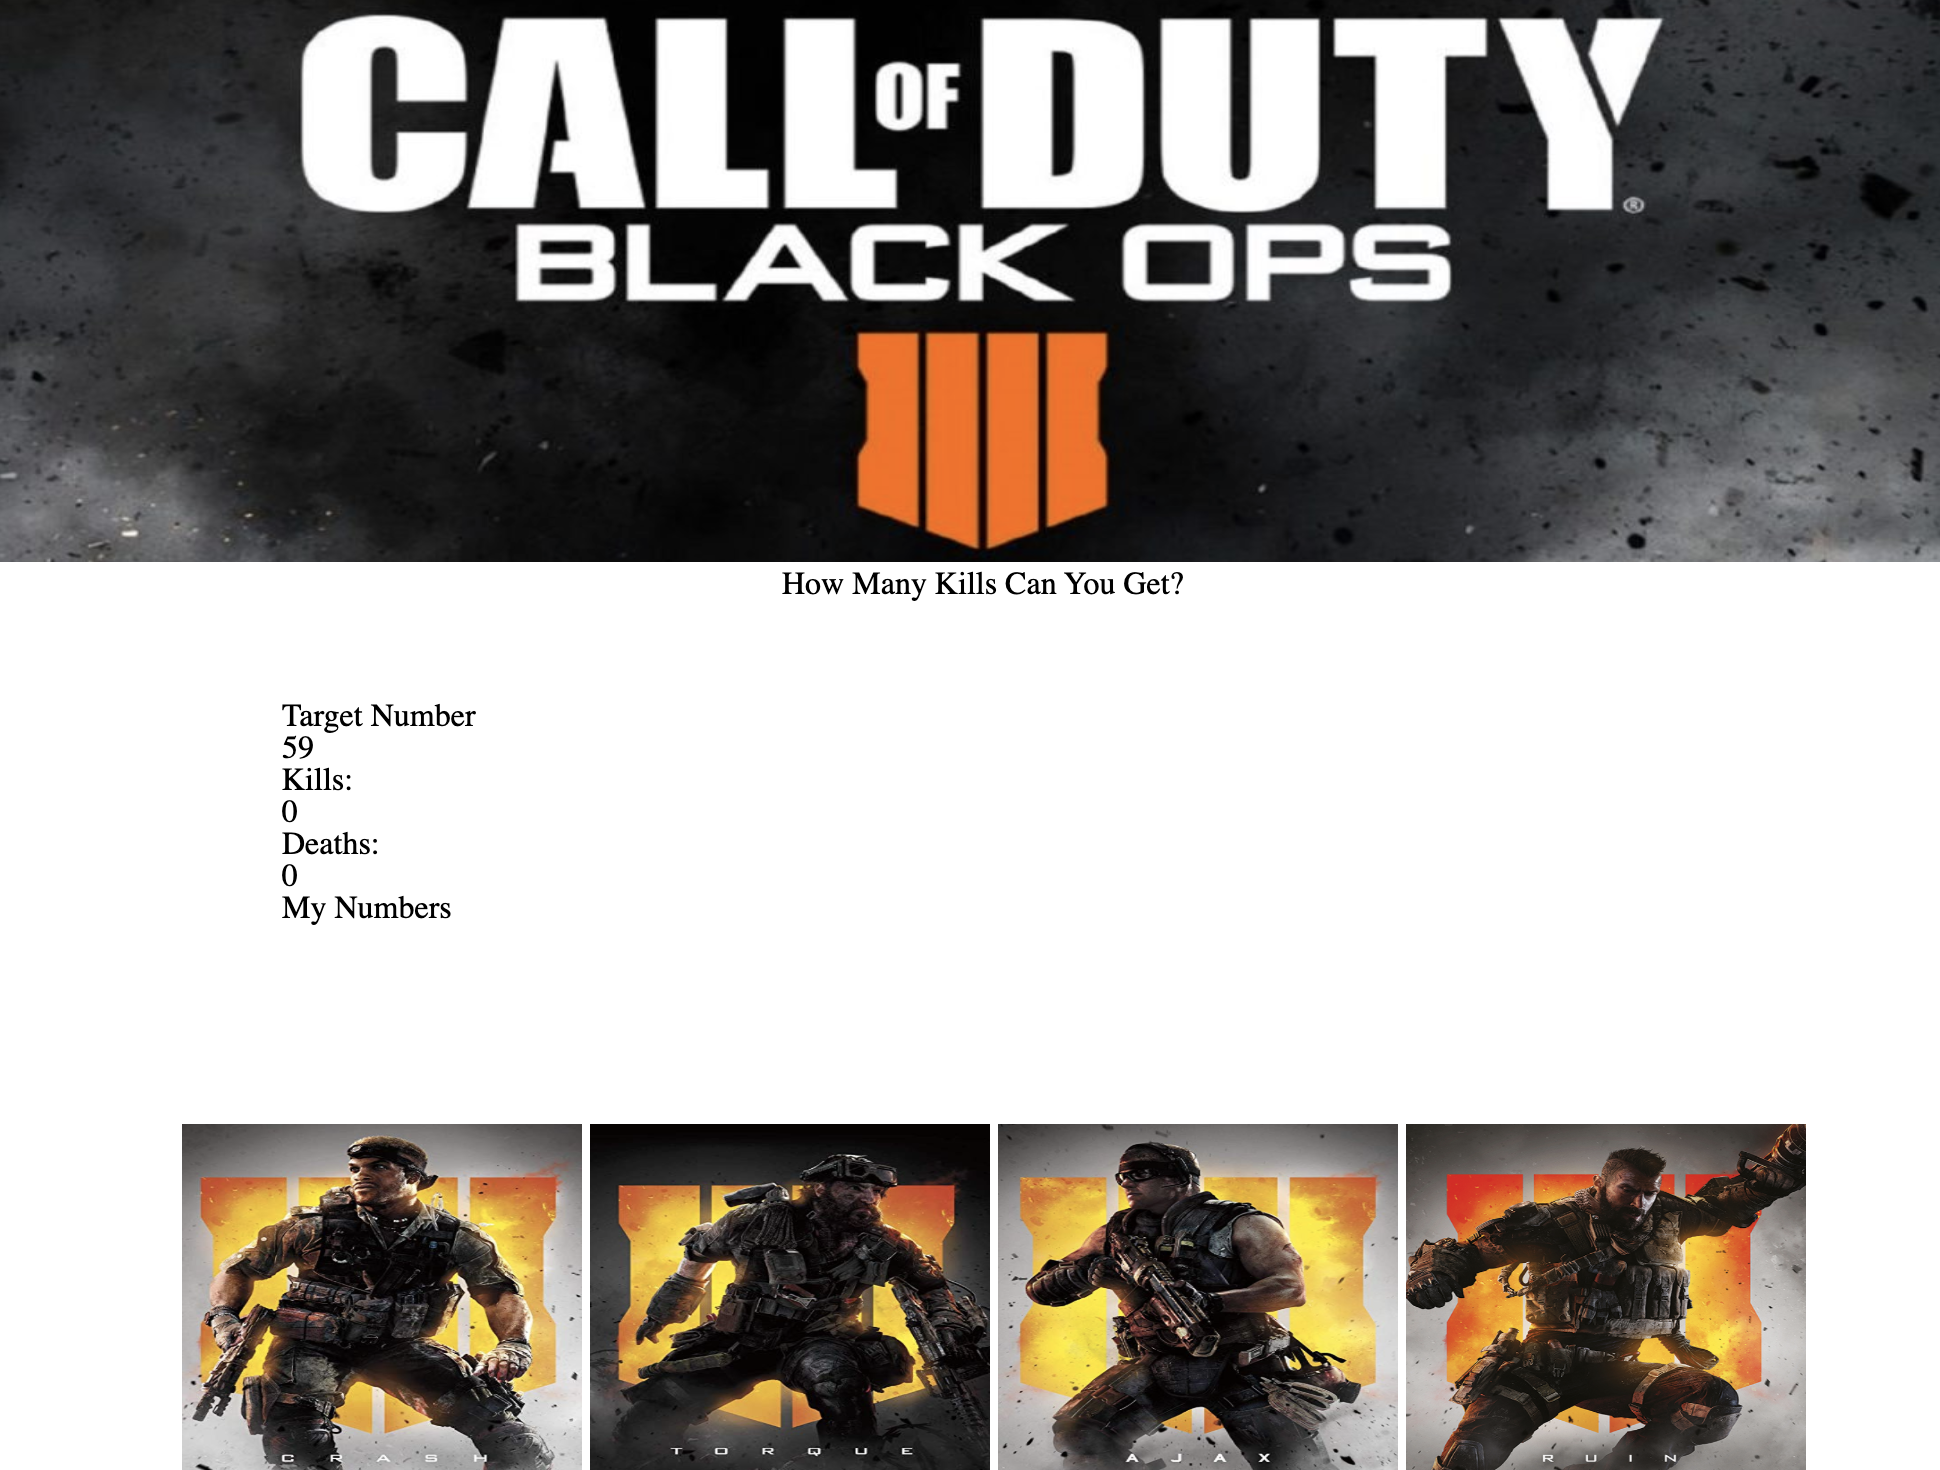 CALL OF DUTY®
BLACK OPS
IIII
How Many Kills Can You Get?
Target Number
59
Kills:
0
Deaths:
0
My Numbers
CRASH
TORQUE
AJAX
RUIN